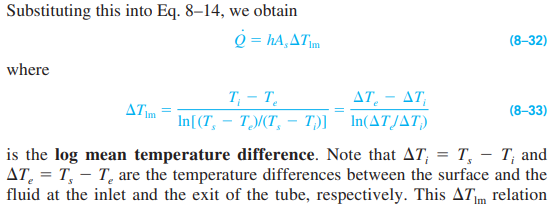 Substituting this into Eq. 8–14, we obtain
Q̇ = hAₛΔTlm (8–32)
where
ΔTlm = (Tᵢ − Tₑ) / ln[(Tₛ − Tₑ)/(Tₛ − Tᵢ)] = (ΔTₑ − ΔTᵢ) / ln(ΔTₑ/ΔTᵢ) (8–33)
is the log mean temperature difference. Note that ΔTᵢ = Tₛ − Tᵢ and
ΔTₑ = Tₛ − Tₑ are the temperature differences between the surface and the
fluid at the inlet and the exit of the tube, respectively. This ΔTlm relation